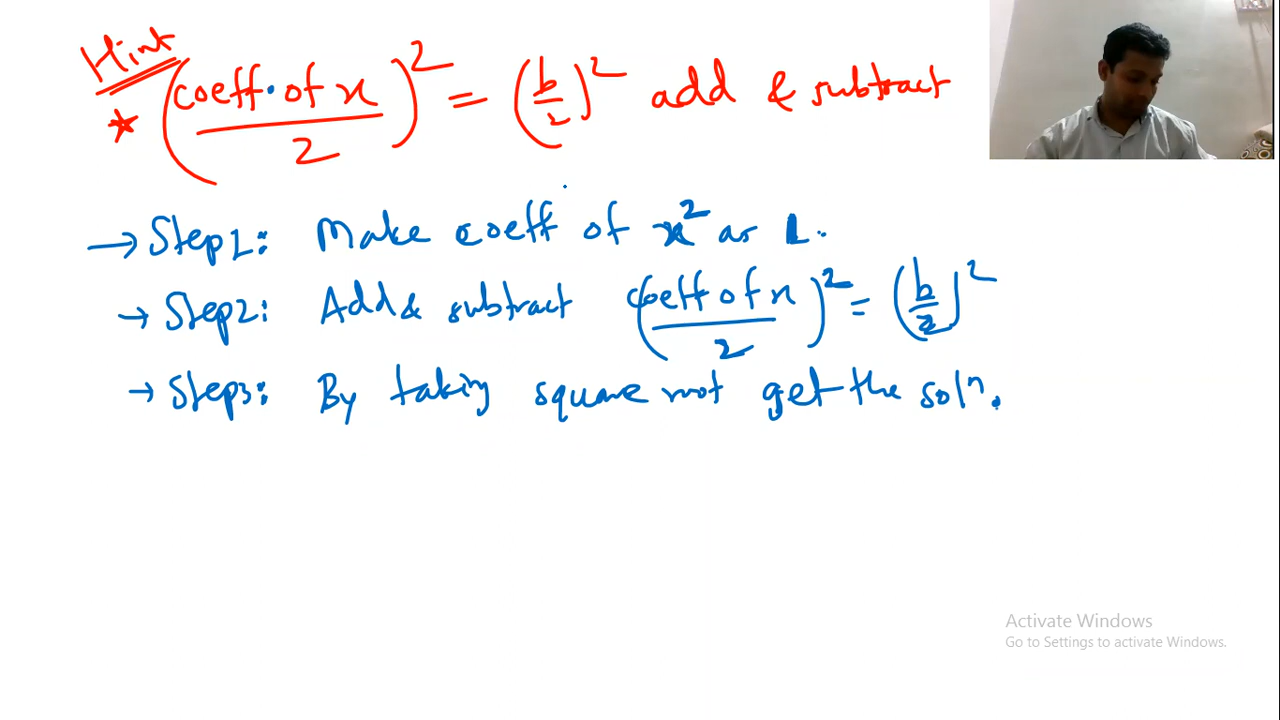 Hint
* (coeff. of x / 2)² = (b/2)² add & subtract
→ Step1: Make coeff of x² as 1.
→ Step2: Add & subtract (coeff of x / 2)² = (b/2)²
→ Step3: By taking square root get the solⁿ.
Activate Windows
Go to Settings to activate Windows.